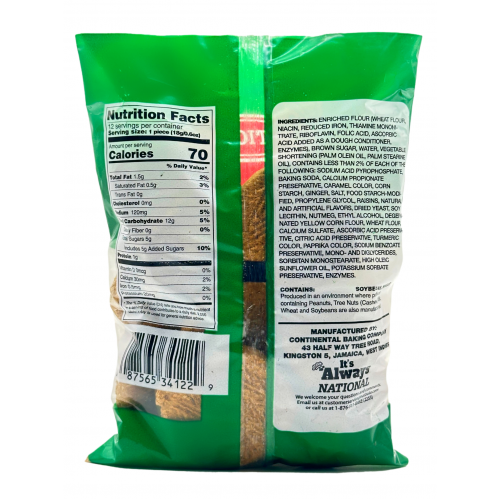 Nutrition Facts
12 servings per container
Serving size: 1 piece (18g/0.6oz)
Amount per serving
Calories 70
% Daily Value*
Total Fat 1.5g 2%
Saturated Fat 0.5g 3%
Trans Fat 0g
Cholesterol 0mg 0%
Sodium 120mg 5%
Carbohydrate 12g 5%
Fiber 0g 0%
Sugars 5g
Includes 5g Added Sugars 10%
Protein 1g
Vitamin D 0mcg 0%
Calcium 30mg 2%
Iron 0.5mg 2%
0%
87565 34122 9
INGREDIENTS: ENRICHED FLOUR (WHEAT FLOUR,
NIACIN, REDUCED IRON, THIAMINE MONONI-
TRATE, RIBOFLAVIN, FOLIC ACID, ASCORBIC
ACID ADDED AS A DOUGH CONDITIONER,
ENZYMES), BROWN SUGAR, WATER, VEGETABLE
SHORTENING (PALM OLEIN OIL, PALM STEARINE
OIL), CONTAINS LESS THAN 2% OF EACH OF THE
FOLLOWING: SODIUM ACID PYROPHOSPHATE,
BAKING SODA, CALCIUM PROPIONATE
PRESERVATIVE, CARAMEL COLOR, CORN
STARCH, GINGER, SALT, FOOD STARCH-MODI-
FIED, PROPYLENE GLYCOL, RAISINS, NATURAL
AND ARTIFICIAL FLAVORS, DRIED YEAST, SOY
LECITHIN, NUTMEG, ETHYL ALCOHOL, DEGERMI-
NATED YELLOW CORN FLOUR, WHEAT
CALCIUM SULFATE, ASCORBIC ACID PRESERVA-
TIVE, CITRIC ACID PRESERVATIVE, TURMERIC
COLOR, PAPRIKA COLOR, SODIUM BENZOATE
PRESERVATIVE, MONO- AND DIGLYCERIDES,
SORBITAN MONOSTEARATE, HIGH OLEIC
SUNFLOWER OIL, POTASSIUM SORBATE
PRESERVATIVE, ENZYMES.
CONTAINS:
Produced in an environment where
containing Peanuts, Tree Nuts
Wheat and Soybeans are also
MANUFACTURED BY:
CONTINENTAL BAKING COMPANY
43 HALF WAY TREE ROAD,
KINGSTON 5, JAMAICA, WEST INDIES
It's
Always
NATIONAL
We welcome your
Email us at
or call us at 1-876-